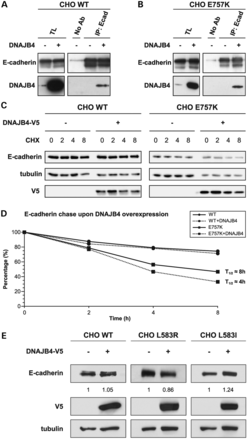 A
CHO WT
TL
No Ab
IP: Ecad
DNAJB4 - + - - +
E-cadherin
DNAJB4
B
CHO E757K
TL
No Ab
IP: Ecad
DNAJB4 - + - - +
E-cadherin
DNAJB4
C
CHO WT CHO E757K
DNAJB4-V5 - + - +
CHX 0 2 4 8 0 2 4 8 0 2 4 8 0 2 4 8
E-cadherin
tubulin
V5
D
E-cadherin chase upon DNAJB4 overexpression
WT
WT+DNAJB4
E757K
E757K+DNAJB4
Percentage (%)
100
80
60
40
20
0
T1/2 ≈ 8h
T1/2 ≈ 4h
0 2 4 8
Time (h)
E
CHO WT CHO L583R CHO L583I
DNAJB4-V5 - + - + - +
E-cadherin
1 1.05 1 0.86 1 1.24
V5
tubulin